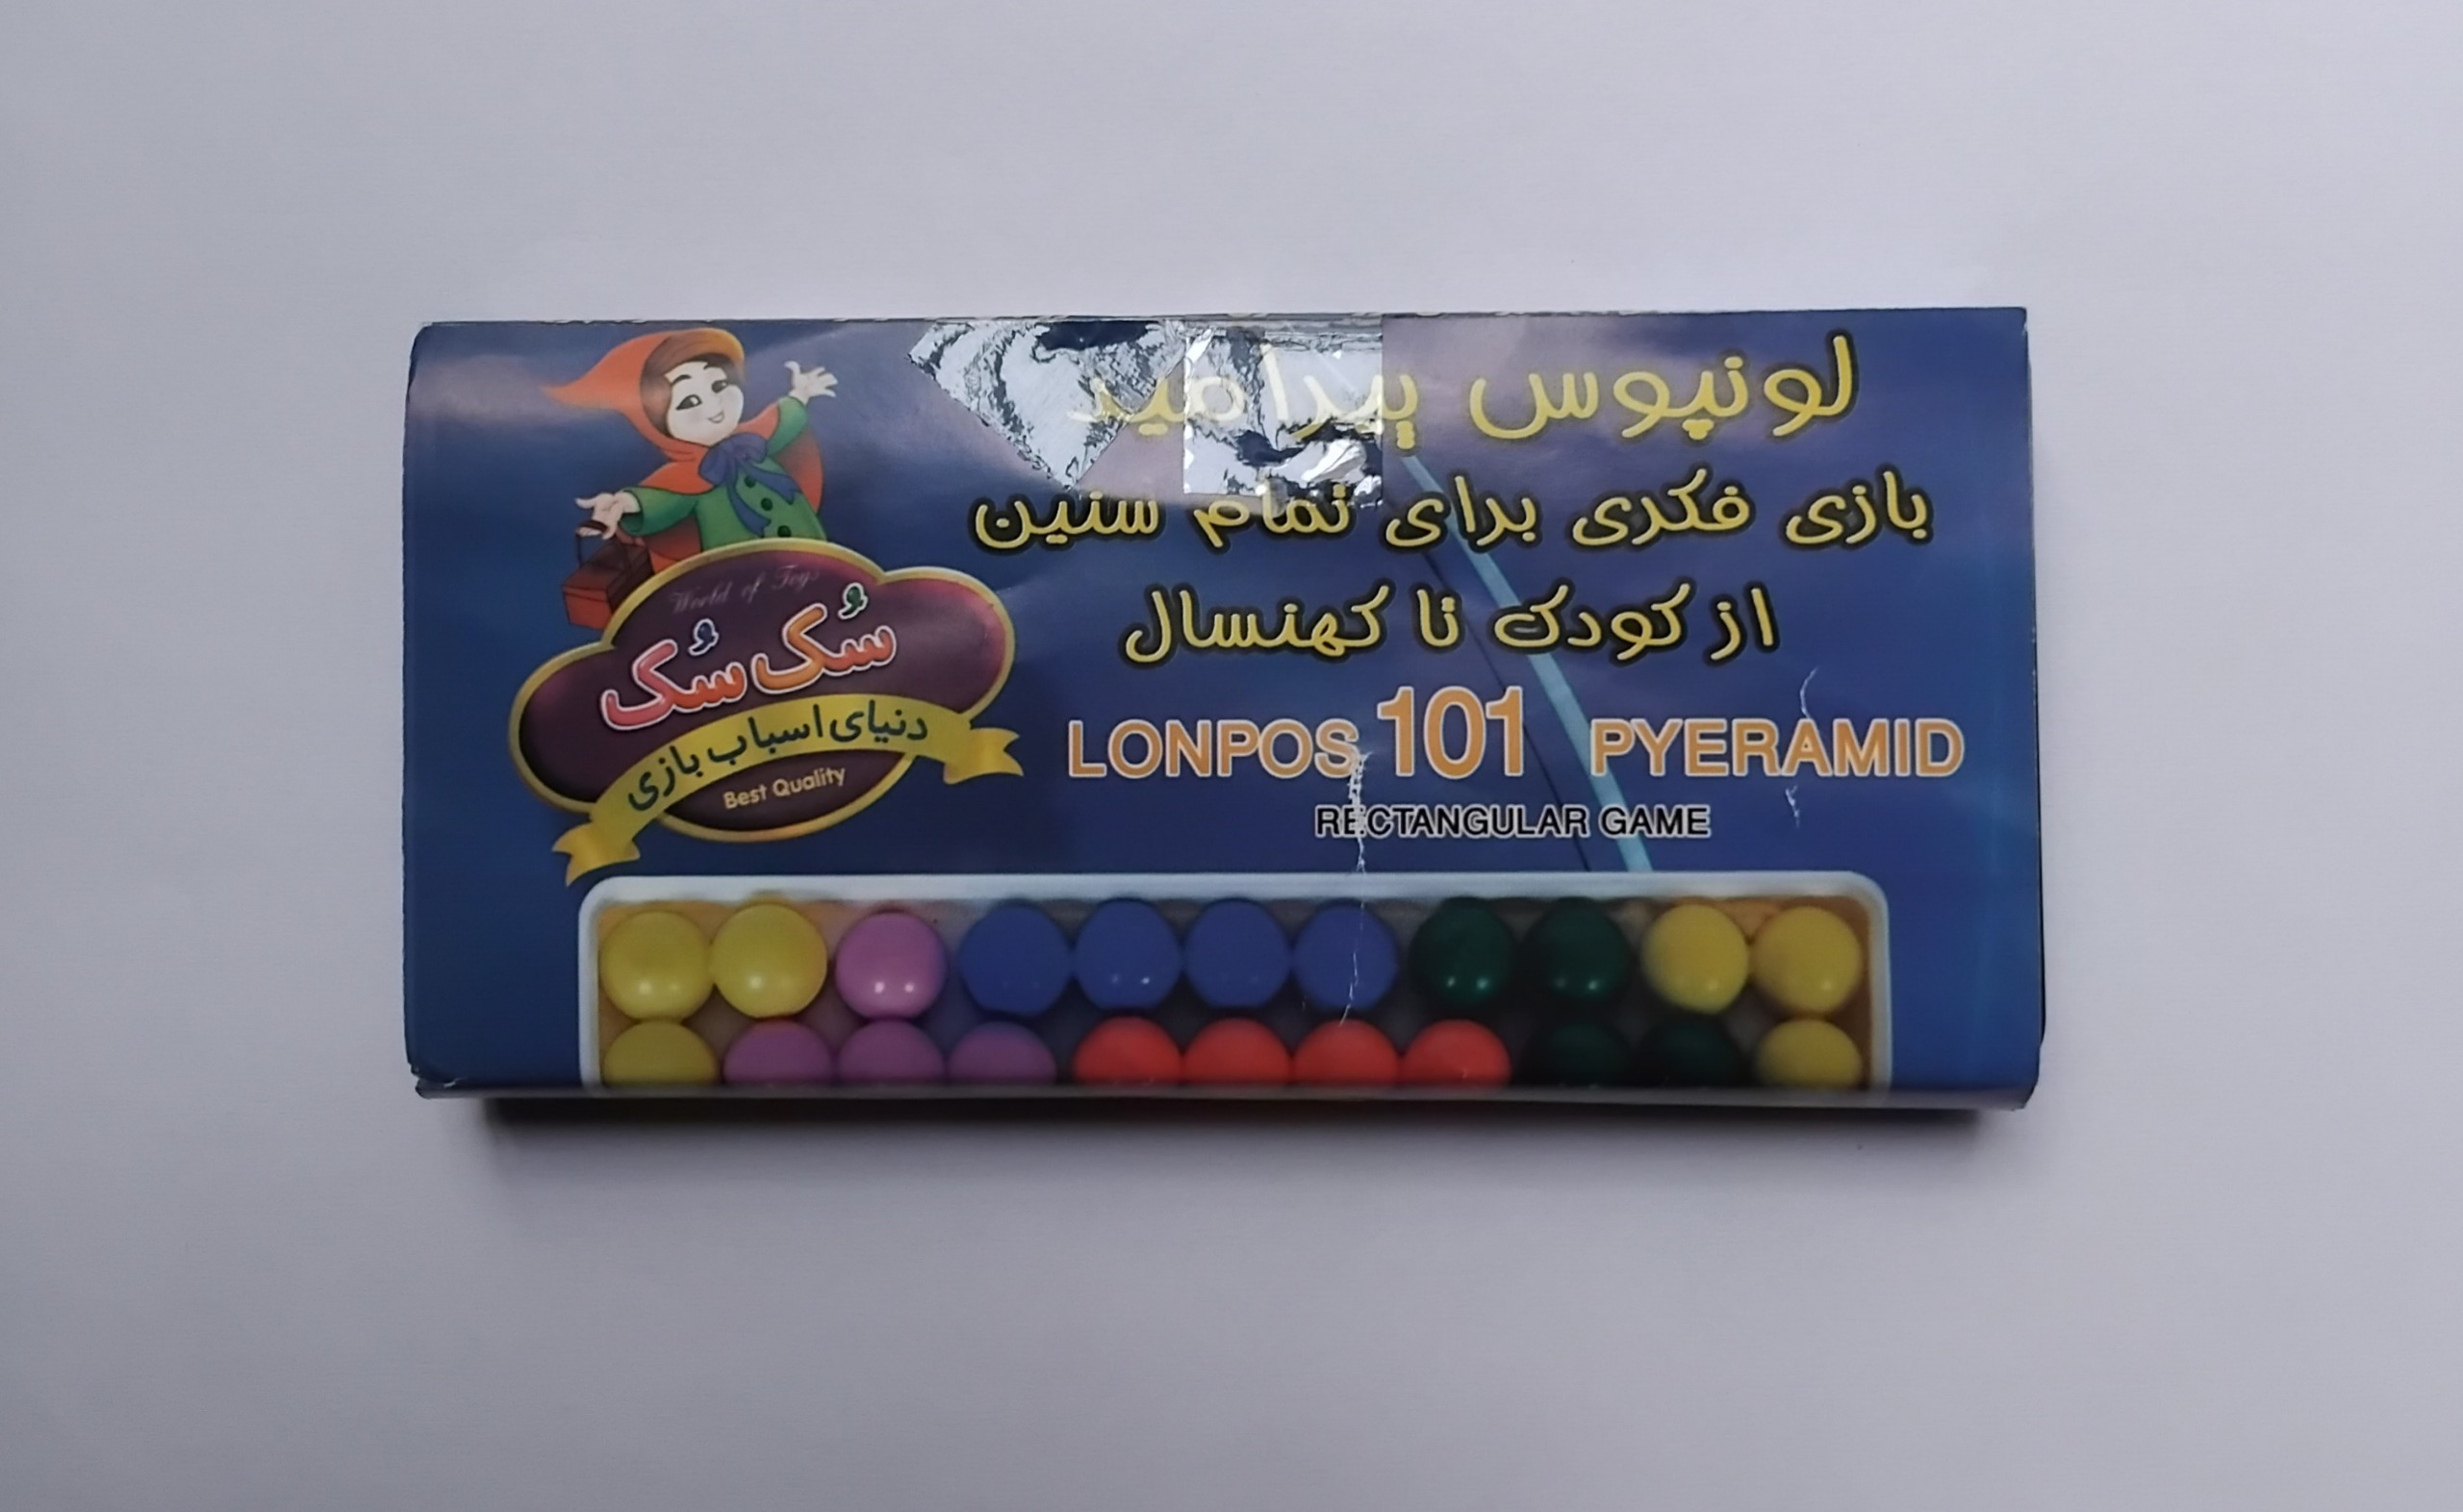 لونپوس پیرامید
بازی فکری برای تمام سنین
از کودک تا کهنسال
LONPOS 101 PYERAMID
RECTANGULAR GAME
World of Toys
سُک سُک
دنیای اسباب بازی
Best Quality